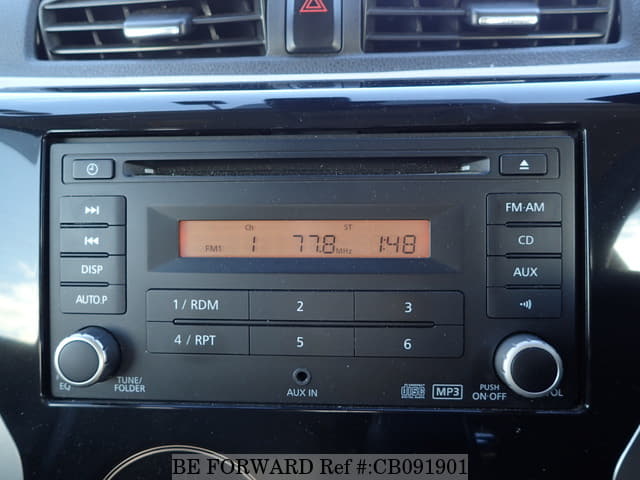 FM·AM
CH
ST
FM1 1 77.8 MHz 1:48
CD
DISP
AUX
AUTO.P
1 / RDM 2 3
4 / RPT 5 6
EQ
TUNE/
FOLDER
AUX IN
MP3
PUSH
ON·OFF
BE FORWARD Ref #:CB091901